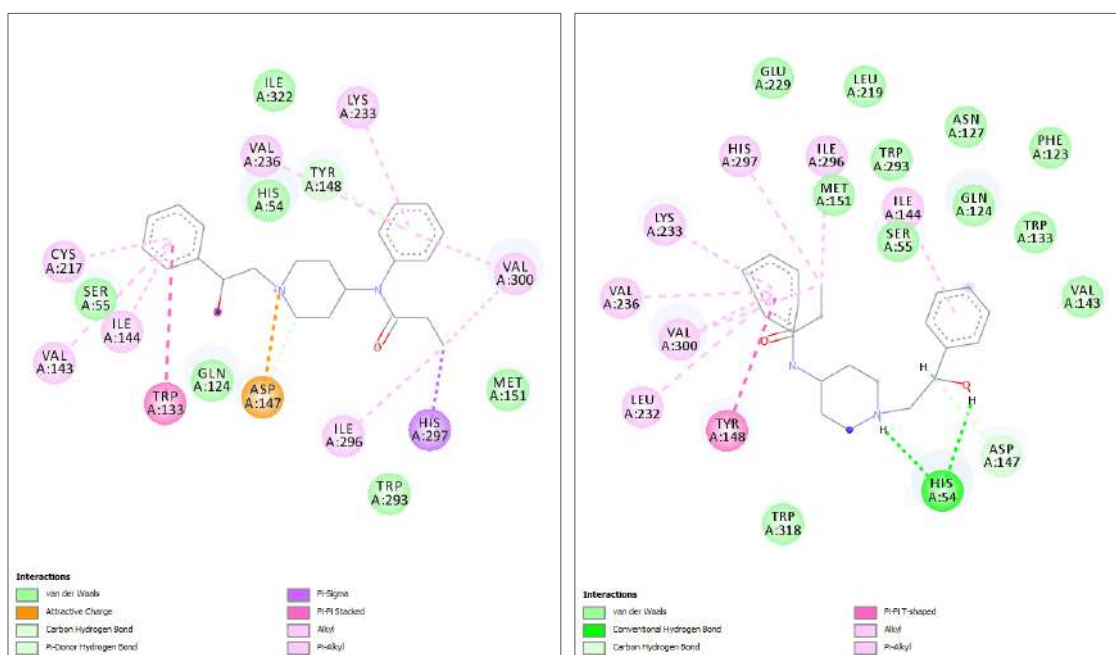 ILE
A:322
LYS
A:233
VAL
A:236
TYR
A:148
HIS
A:54
CYS
A:217
VAL
A:300
SER
A:55
N
N
ILE
A:144
VAL
A:143
GLN
A:124
O
TRP
A:133
ASP
A:147
MET
A:151
ILE
A:296
HIS
A:297
TRP
A:293
Interactions
van der Waals
Attractive Charge
Carbon Hydrogen Bond
Pi-Donor Hydrogen Bond
Pi-Sigma
Pi-Pi Stacked
Alkyl
Pi-Alkyl
GLU
A:229
LEU
A:219
ASN
A:127
PHE
A:123
HIS
A:297
ILE
A:296
TRP
A:293
MET
A:151
ILE
A:144
GLN
A:124
LYS
A:233
SER
A:55
TRP
A:133
VAL
A:236
VAL
A:143
VAL
A:300
O
N
H
O
H
LEU
A:232
N
H
TYR
A:148
ASP
A:147
HIS
A:54
TRP
A:318
Interactions
van der Waals
Conventional Hydrogen Bond
Carbon Hydrogen Bond
Pi-Pi T-shaped
Alkyl
Pi-Alkyl